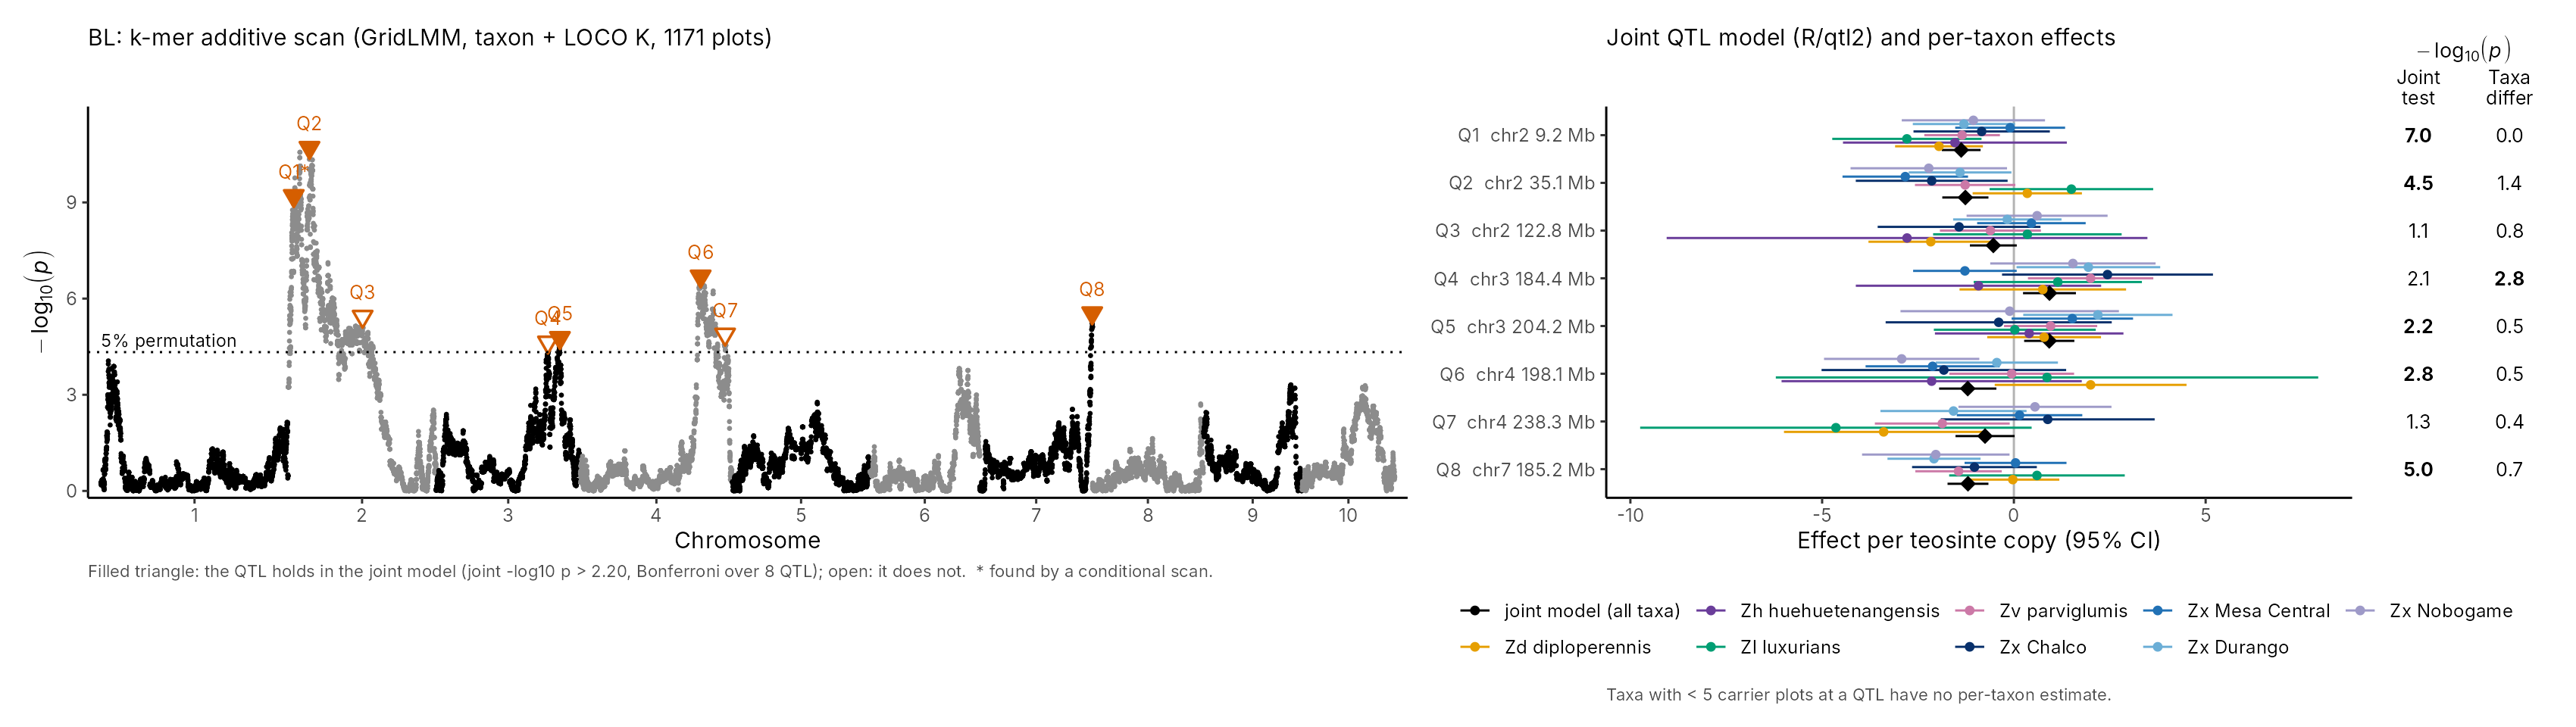 BL: k-mer additive scan (GridLMM, taxon + LOCO K, 1171 plots)
− log10(p)
9
6
3
0
5% permutation
Q1*
Q2
Q3
Q4
Q5
Q6
Q7
Q8
1 2 3 4 5 6 7 8 9 10
Chromosome
Filled triangle: the QTL holds in the joint model (joint -log10 p > 2.20, Bonferroni over 8 QTL); open: it does not. * found by a conditional scan.
Joint QTL model (R/qtl2) and per-taxon effects
− log10(p)
Joint test
Taxa differ
Q1 chr2 9.2 Mb 7.0 0.0
Q2 chr2 35.1 Mb 4.5 1.4
Q3 chr2 122.8 Mb 1.1 0.8
Q4 chr3 184.4 Mb 2.1 2.8
Q5 chr3 204.2 Mb 2.2 0.5
Q6 chr4 198.1 Mb 2.8 0.5
Q7 chr4 238.3 Mb 1.3 0.4
Q8 chr7 185.2 Mb 5.0 0.7
-10 -5 0 5
Effect per teosinte copy (95% CI)
joint model (all taxa) Zh huehuetenangensis Zv parviglumis Zx Mesa Central Zx Nobogame
Zd diploperennis Zl luxurians Zx Chalco Zx Durango
Taxa with < 5 carrier plots at a QTL have no per-taxon estimate.